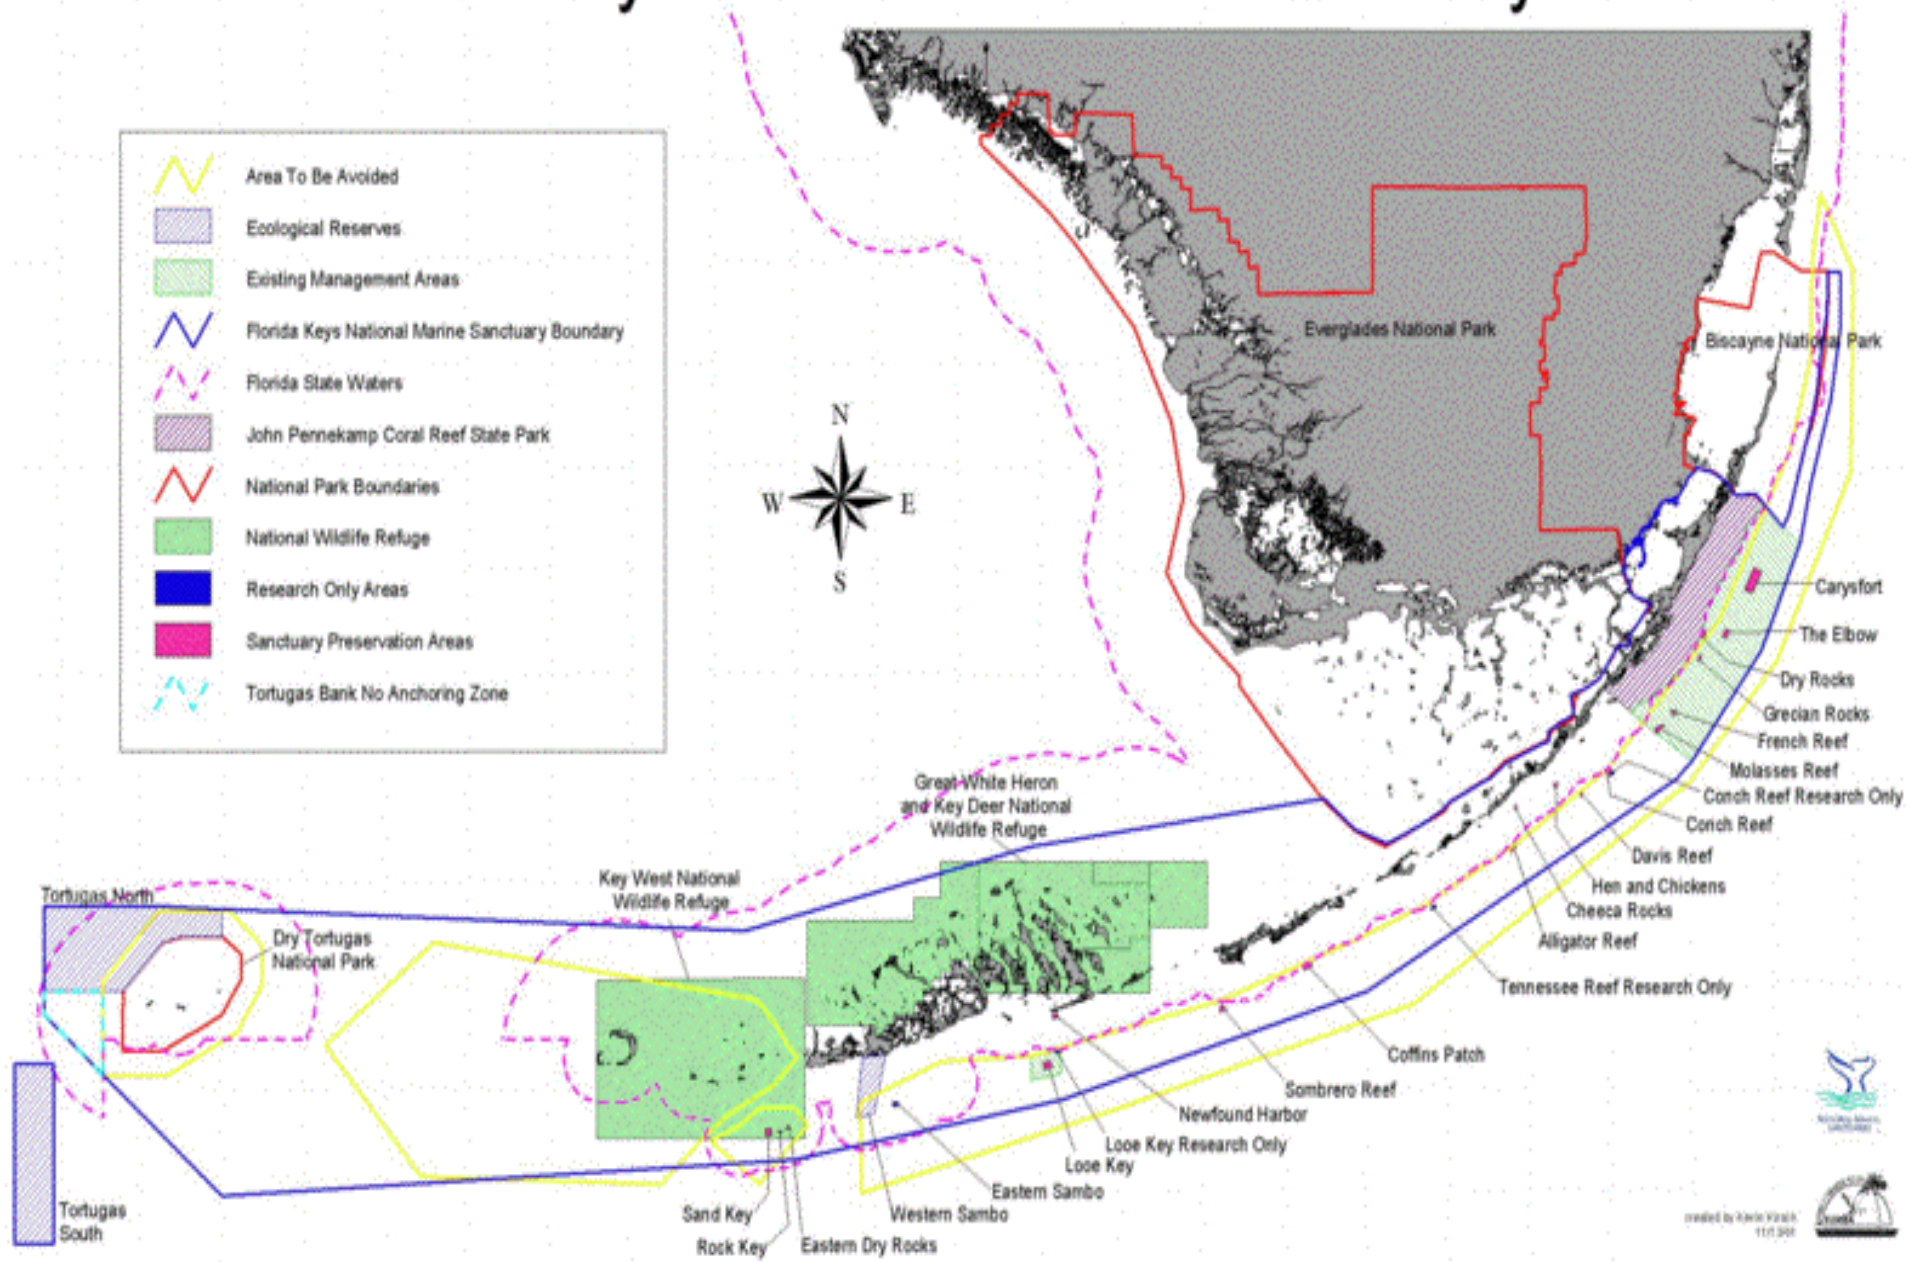 Area To Be Avoided
Ecological Reserves
Existing Management Areas
Florida Keys National Marine Sanctuary Boundary
Florida State Waters
John Pennekamp Coral Reef State Park
National Park Boundaries
National Wildlife Refuge
Research Only Areas
Sanctuary Preservation Areas
Tortugas Bank No Anchoring Zone
N
W
E
S
Everglades National Park
Biscayne National Park
Carysfort
The Elbow
Dry Rocks
Grecian Rocks
French Reef
Molasses Reef
Conch Reef Research Only
Conch Reef
Davis Reef
Hen and Chickens
Cheeca Rocks
Alligator Reef
Tennessee Reef Research Only
Coffins Patch
Sombrero Reef
Newfound Harbor
Looe Key Research Only
Looe Key
Eastern Sambo
Western Sambo
Eastern Dry Rocks
Rock Key
Sand Key
Great White Heron
and Key Deer National
Wildlife Refuge
Key West National
Wildlife Refuge
Tortugas North
Dry Tortugas
National Park
Tortugas
South
created by Kevin